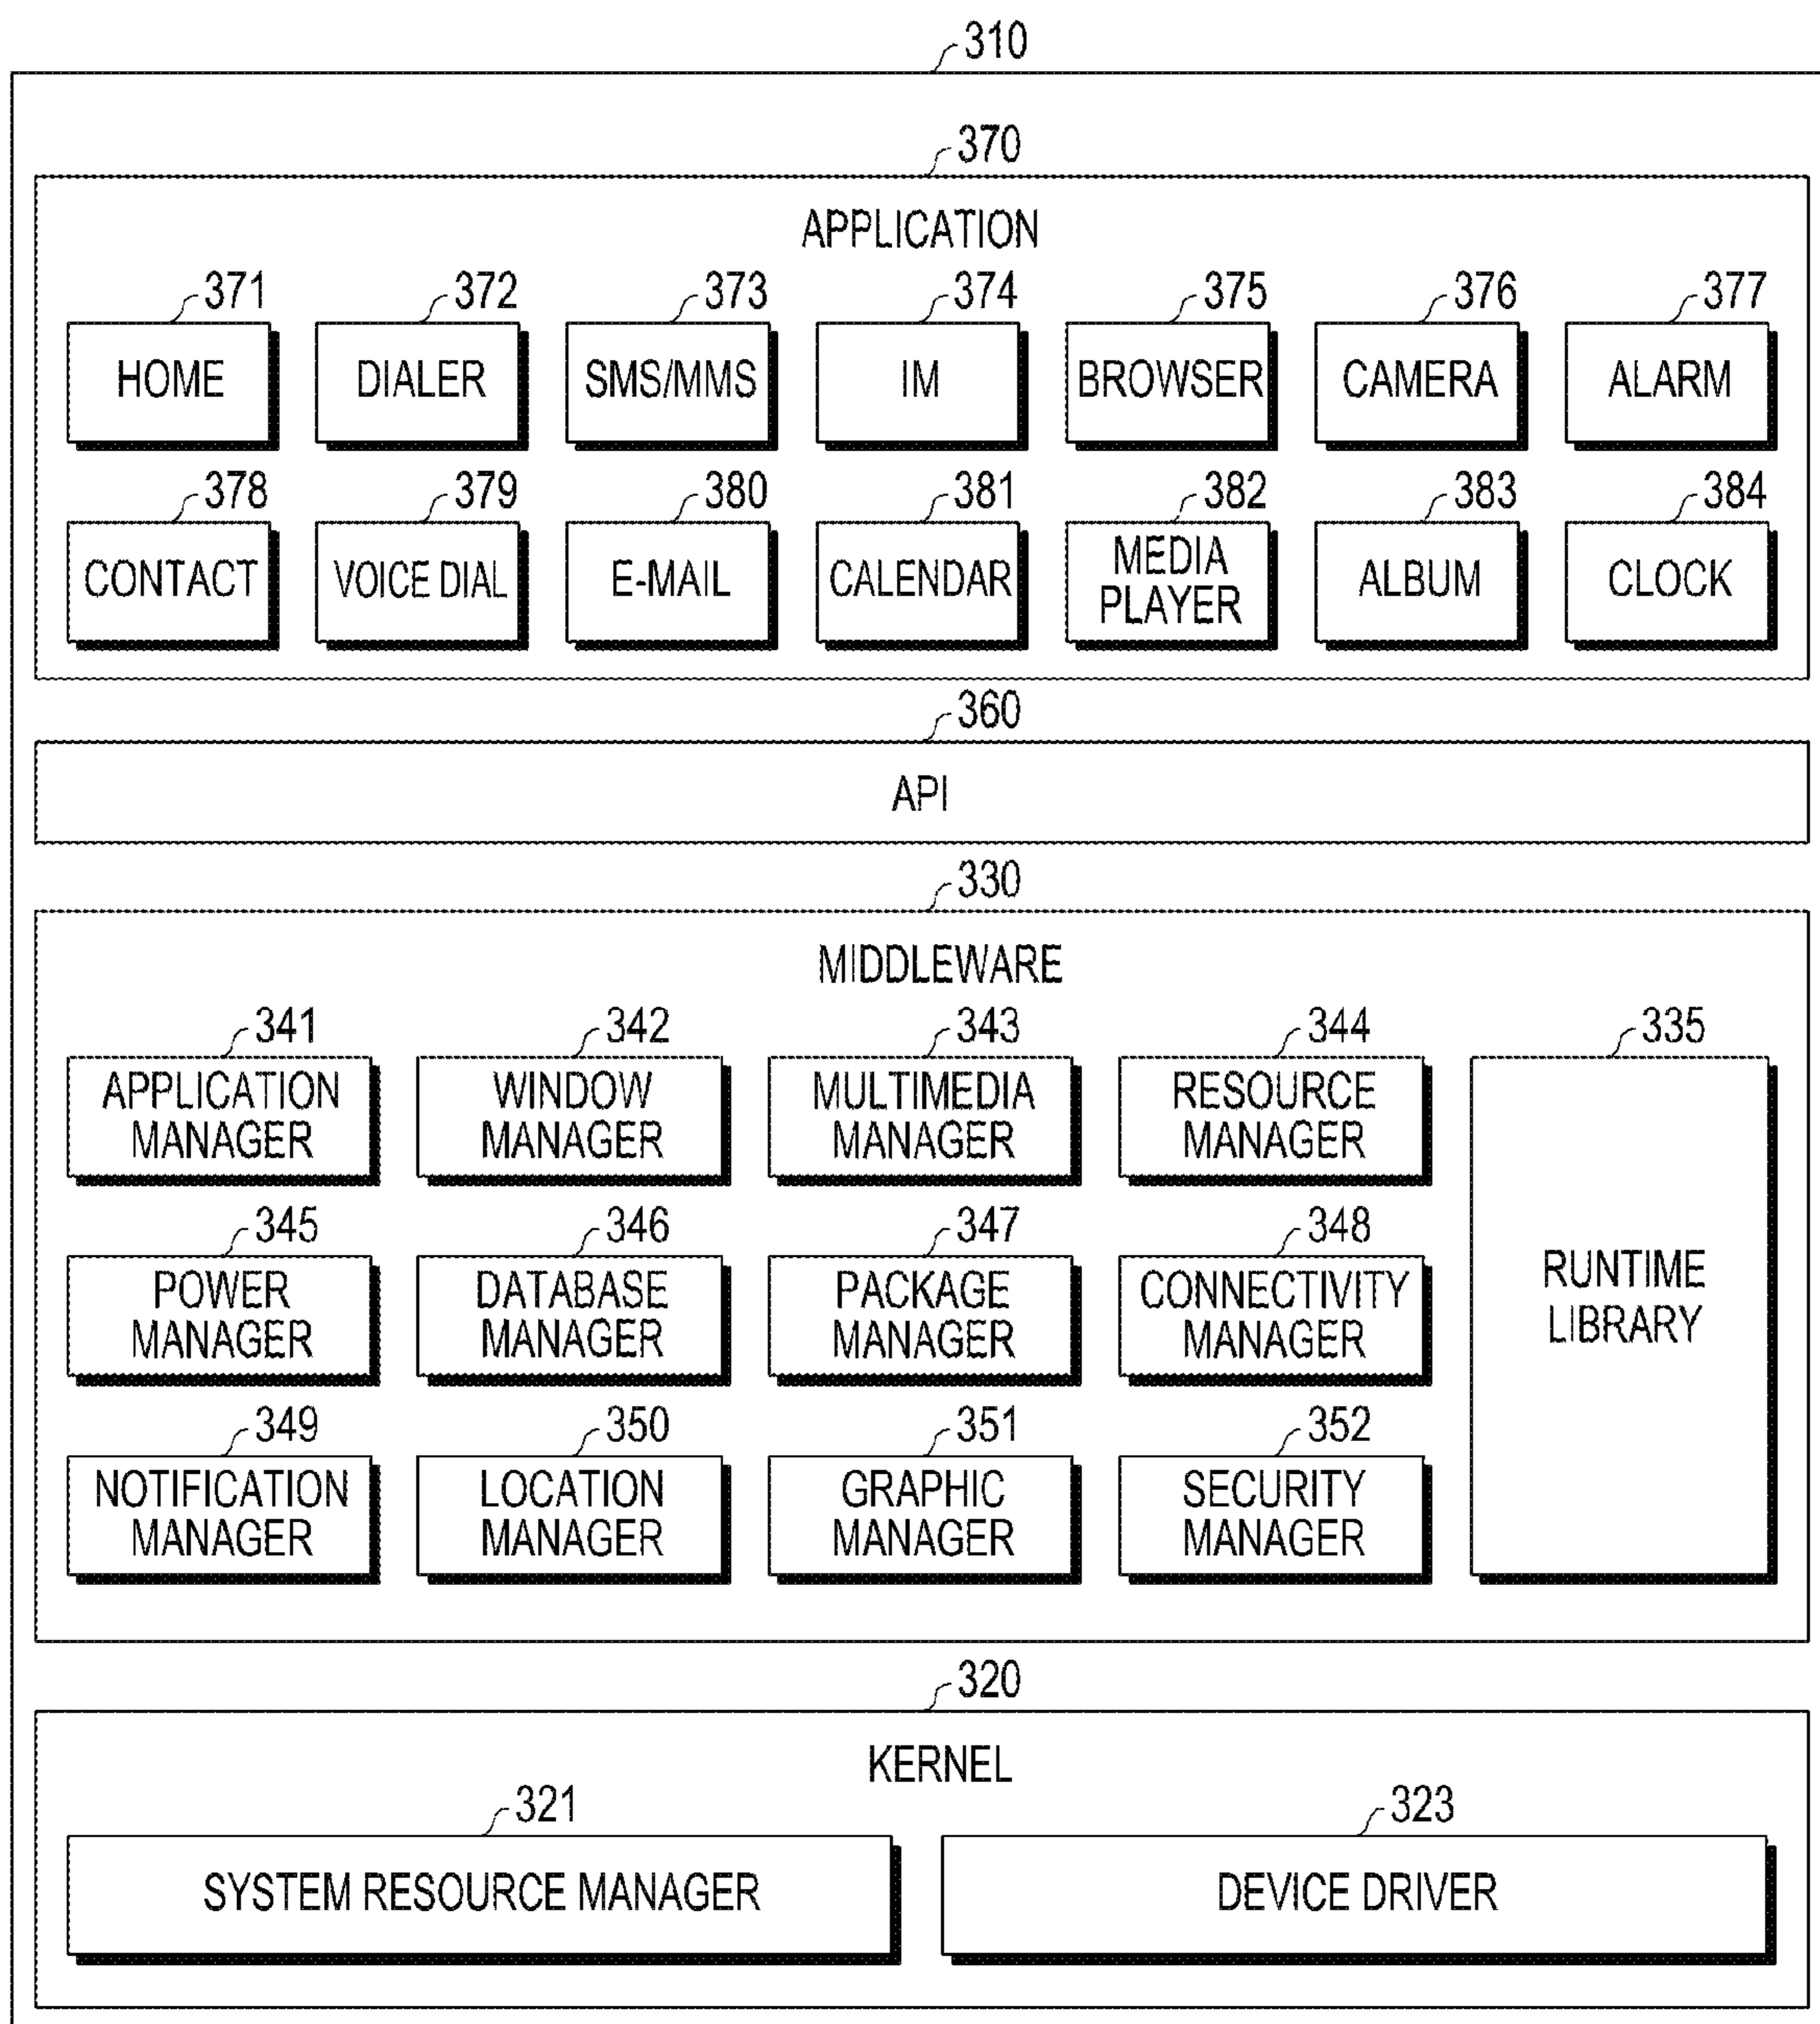 310
370
APPLICATION
371 372 373 374 375 376 377
HOME DIALER SMS/MMS IM BROWSER CAMERA ALARM
378 379 380 381 382 383 384
CONTACT VOICE DIAL E-MAIL CALENDAR MEDIA PLAYER ALBUM CLOCK
360
API
330
MIDDLEWARE
341 342 343 344 335
APPLICATION WINDOW MULTIMEDIA RESOURCE
MANAGER MANAGER MANAGER MANAGER
345 346 347 348
POWER DATABASE PACKAGE CONNECTIVITY
MANAGER MANAGER MANAGER MANAGER
RUNTIME
LIBRARY
349 350 351 352
NOTIFICATION LOCATION GRAPHIC SECURITY
MANAGER MANAGER MANAGER MANAGER
320
KERNEL
321 323
SYSTEM RESOURCE MANAGER DEVICE DRIVER